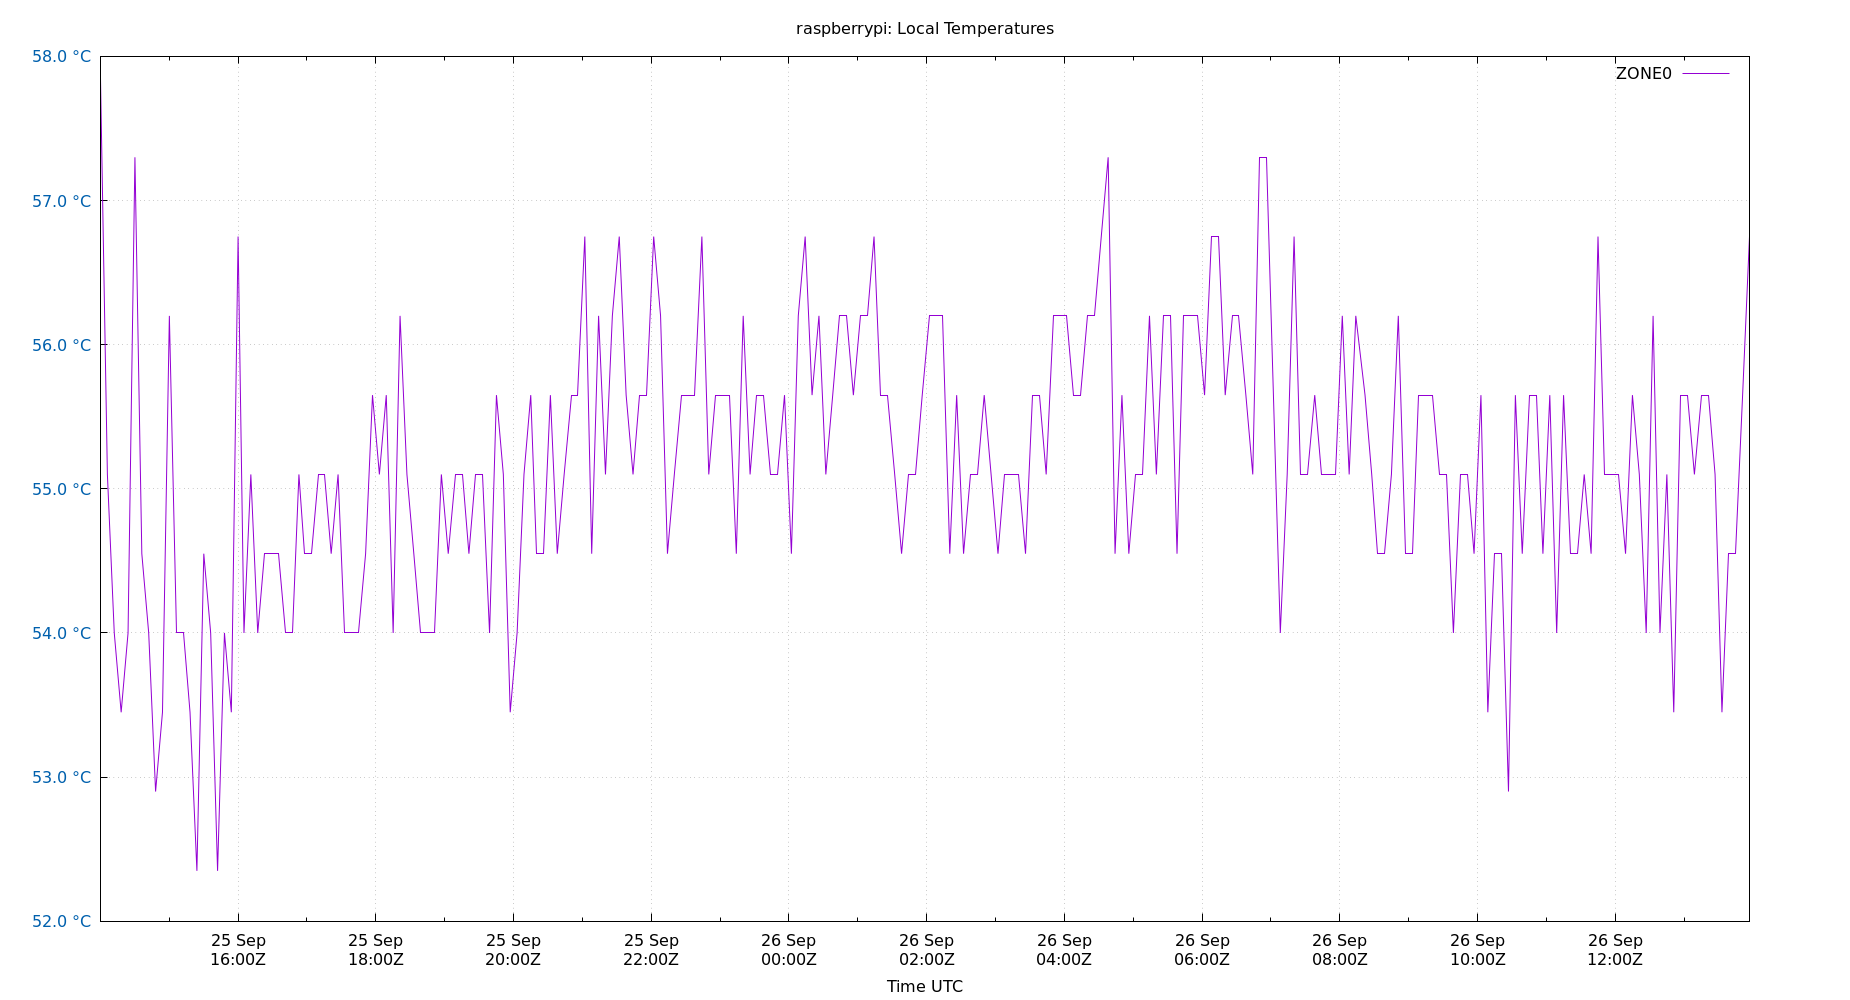 raspberrypi: Local Temperatures
58.0 °C
ZONE0
57.0 °C
56.0 °C
55.0 °C
54.0 °C
53.0 °C
52.0 °C
25 Sep 25 Sep 25 Sep 25 Sep 26 Sep 26 Sep 26 Sep 26 Sep 26 Sep 26 Sep 26 Sep
16:00Z 18:00Z 20:00Z 22:00Z 00:00Z 02:00Z 04:00Z 06:00Z 08:00Z 10:00Z 12:00Z
Time UTC